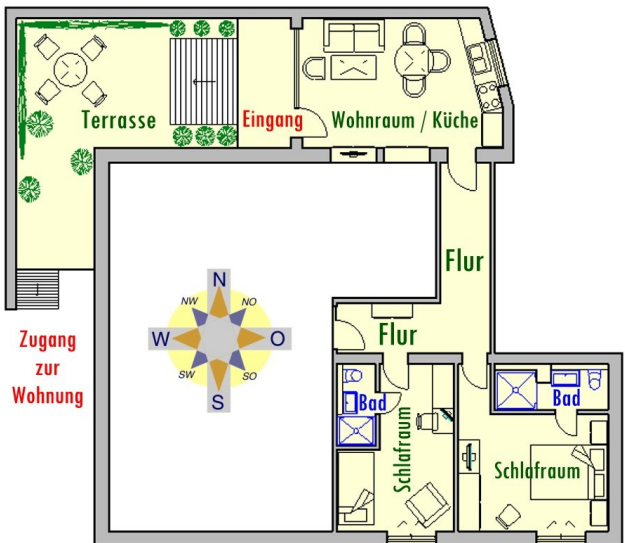 Terrasse
Eingang
Wohnraum / Küche
Flur
Flur
N
NW
NO
W
O
SW
SO
S
Zugang
zur
Wohnung
Bad
Schlafraum
Bad
Schlafraum